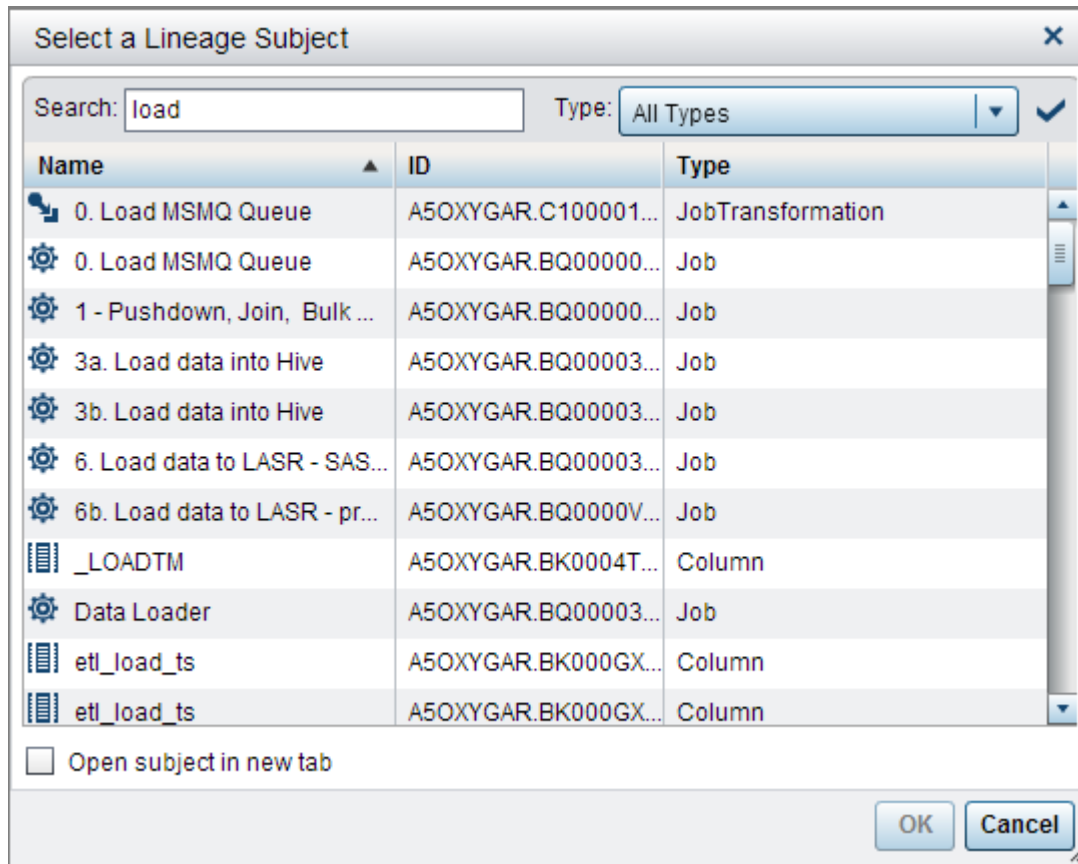 Select a Lineage Subject
Search: load Type: All Types
Name ID Type
0. Load MSMQ Queue A5OXYGAR.C100001... JobTransformation
0. Load MSMQ Queue A5OXYGAR.BQ00000... Job
1 - Pushdown, Join,  Bulk ... A5OXYGAR.BQ00000... Job
3a. Load data into Hive A5OXYGAR.BQ00003... Job
3b. Load data into Hive A5OXYGAR.BQ00003... Job
6. Load data to LASR - SAS... A5OXYGAR.BQ00003... Job
6b. Load data to LASR - pr... A5OXYGAR.BQ0000V... Job
_LOADTM A5OXYGAR.BK0004T... Column
Data Loader A5OXYGAR.BQ00003... Job
etl_load_ts A5OXYGAR.BK000GX... Column
etl_load_ts A5OXYGAR.BK000GX... Column
Open subject in new tab
OK Cancel